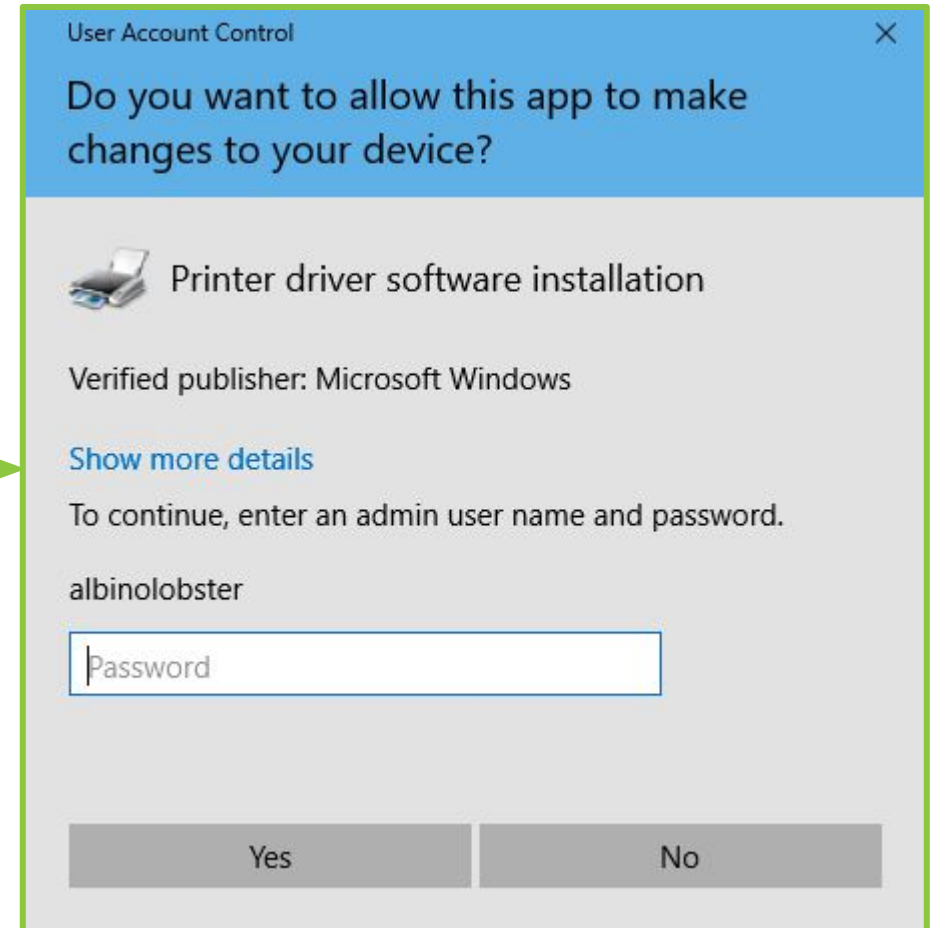 User Account Control
Do you want to allow this app to make
changes to your device?
Printer driver software installation
Verified publisher: Microsoft Windows
Show more details
To continue, enter an admin user name and password.
albinolobster
Password
Yes No